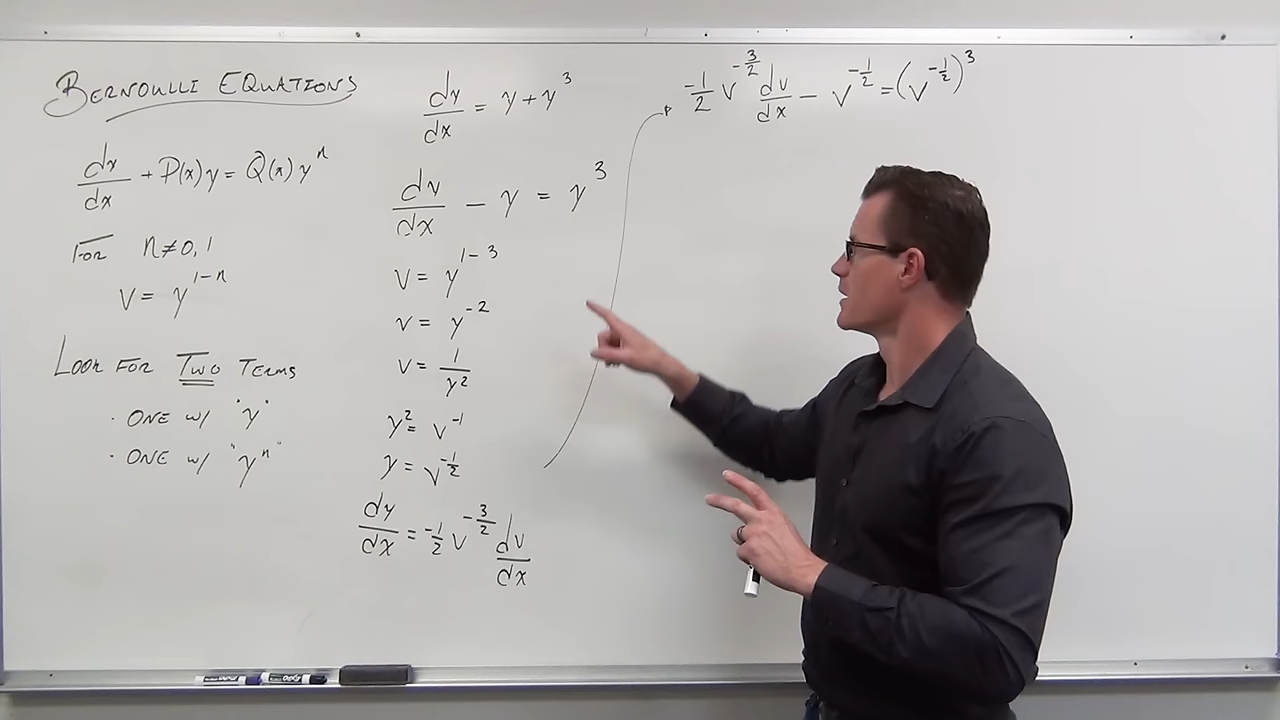 BERNOULLI EQUATIONS
dy/dx + P(x)y = Q(x)y^n
FOR n≠0,1
v = y^{1-n}
LOOK FOR TWO TERMS
· ONE w/ "y"
· ONE w/ "y^n"
dy/dx = y + y^3
dy/dx - y = y^3
v = y^{1-3}
v = y^{-2}
v = 1/y^2
y^2 = v^{-1}
y = v^{-1/2}
dy/dx = -1/2 v^{-3/2} dv/dx
-1/2 v^{-3/2} dv/dx - v^{-1/2} = (v^{-1/2})^3